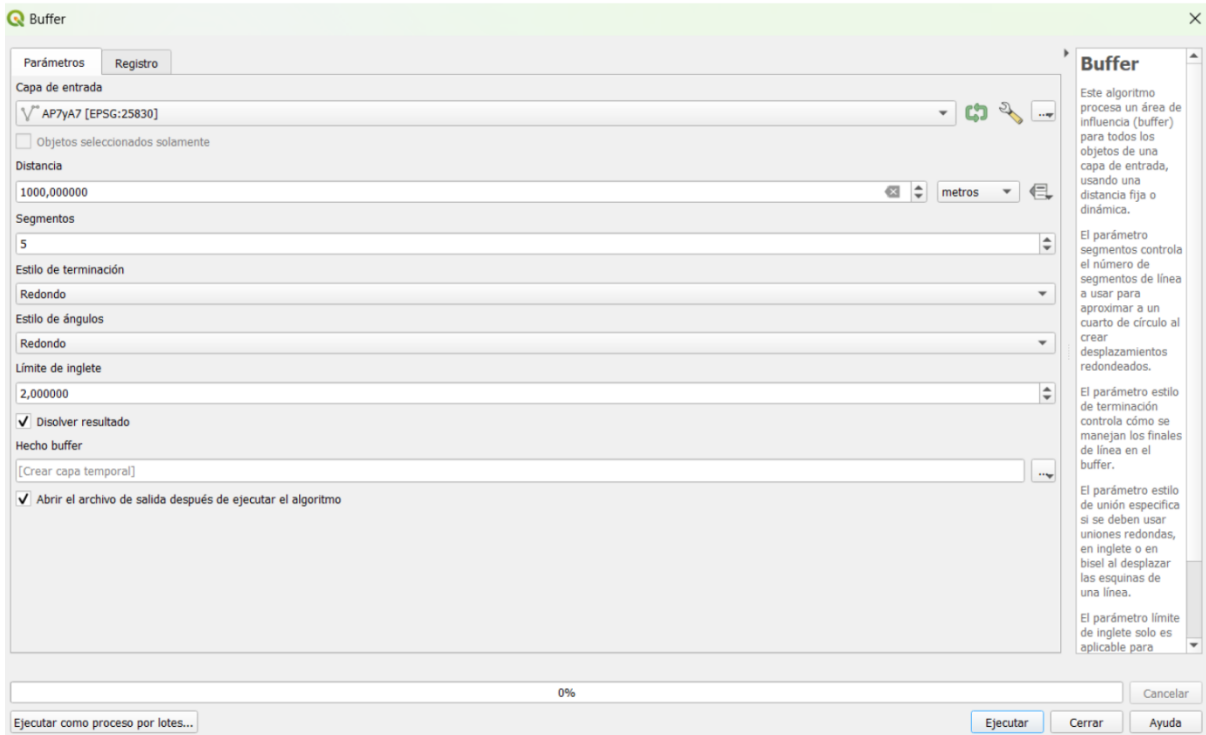 Buffer
Parámetros
Registro
Capa de entrada
AP7yA7 [EPSG:25830]
Objetos seleccionados solamente
Distancia
1000,000000
metros
Segmentos
5
Estilo de terminación
Redondo
Estilo de ángulos
Redondo
Límite de inglete
2,000000
Disolver resultado
Hecho buffer
[Crear capa temporal]
Abrir el archivo de salida después de ejecutar el algoritmo
Buffer
Este algoritmo
procesa un área de
influencia (buffer)
para todos los
objetos de una
capa de entrada,
usando una
distancia fija o
dinámica.
El parámetro
segmentos controla
el número de
segmentos de línea
a usar para
aproximar a un
cuarto de círculo al
crear
desplazamientos
redondeados.
El parámetro estilo
de terminación
controla cómo se
manejan los finales
de línea en el
buffer.
El parámetro estilo
de unión especifica
si se deben usar
uniones redondas,
en inglete o en
bisel al desplazar
las esquinas de
una línea.
El parámetro límite
de inglete solo es
aplicable para
0%
Cancelar
Ejecutar como proceso por lotes...
Ejecutar
Cerrar
Ayuda